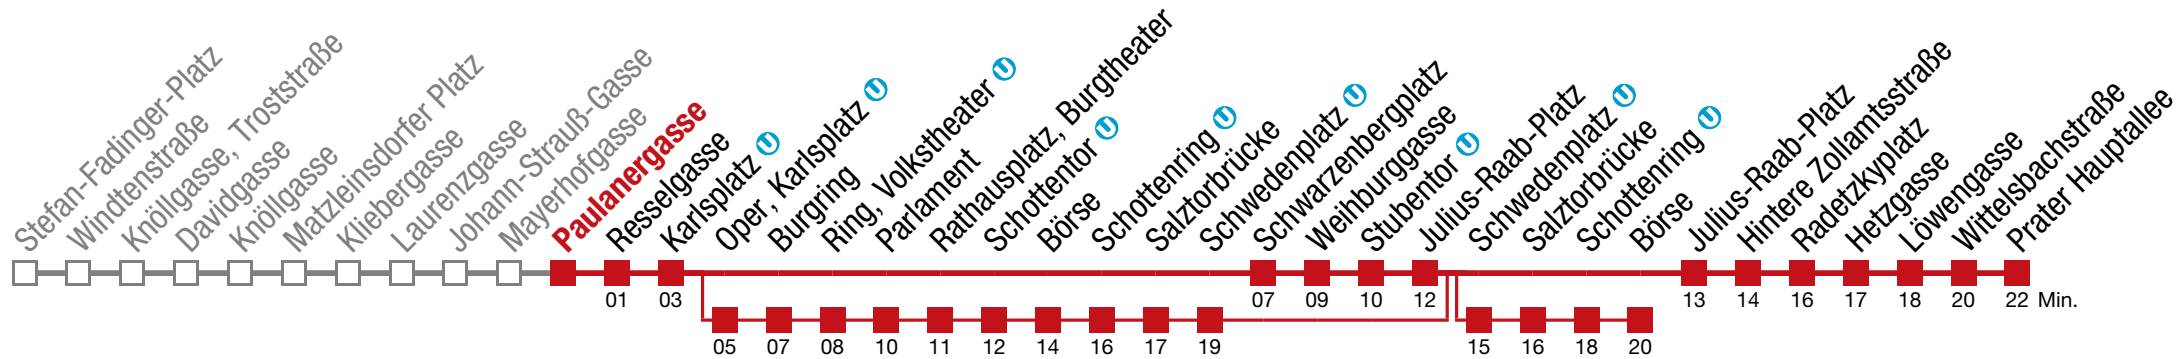 Stefan-Fadinger-Platz
Windtenstraße
Knöllgasse, Troststraße
Davidgasse
Knöllgasse
Matzleinsdorfer Platz
Kliebergasse
Laurenzgasse
Johann-Strauß-Gasse
Mayerhofgasse
Paulanergasse
Resselgasse
Karlsplatz U
Oper, Karlsplatz U
Burgring
Ring, Volkstheater U
Parlament
Rathausplatz, Burgtheater
Schottentor U
Börse
Schottenring U
Salztorbrücke
Schwedenplatz U
Schwarzenbergplatz
Weihburggasse
Stubentor U
Julius-Raab-Platz
Schwedenplatz U
Salztorbrücke
Schottenring U
Börse
Julius-Raab-Platz
Hintere Zollamtsstraße
Radetzkyplatz
Hetzgasse
Löwengasse
Wittelsbachstraße
Prater Hauptallee
01 03 07 09 10 12 13 14 16 17 18 20 22 Min.
05 07 08 10 11 12 14 16 17 19 15 16 18 20